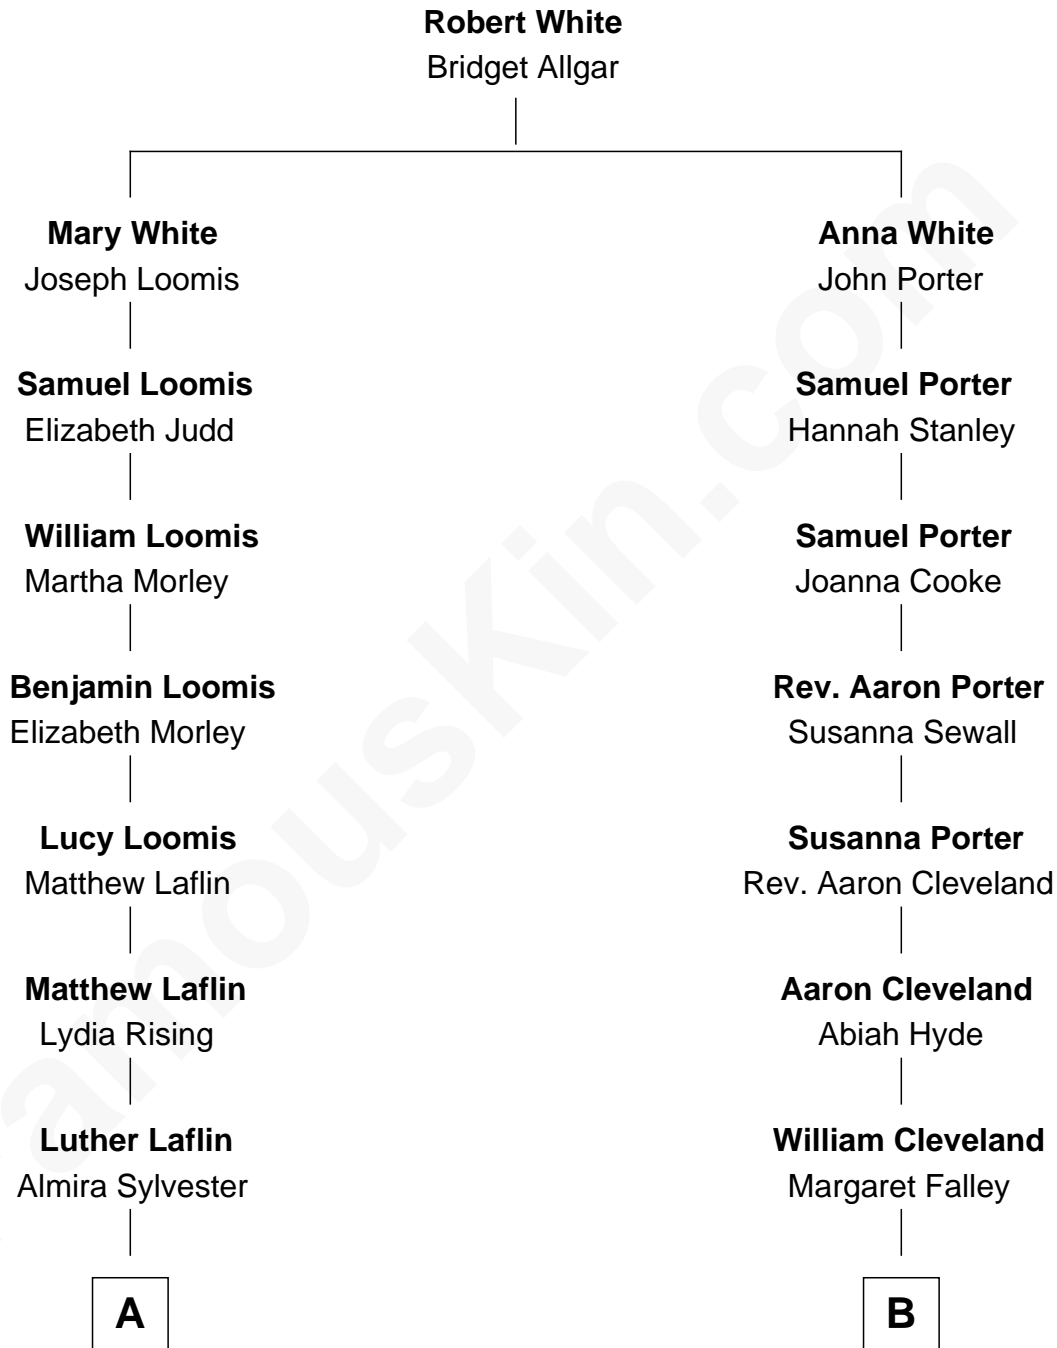 Robert White
Bridget Allgar
Mary White
Joseph Loomis
Samuel Loomis
Elizabeth Judd
William Loomis
Martha Morley
Benjamin Loomis
Elizabeth Morley
Lucy Loomis
Matthew Laflin
Matthew Laflin
Lydia Rising
Luther Laflin
Almira Sylvester
A
Anna White
John Porter
Samuel Porter
Hannah Stanley
Samuel Porter
Joanna Cooke
Rev. Aaron Porter
Susanna Sewall
Susanna Porter
Rev. Aaron Cleveland
Aaron Cleveland
Abiah Hyde
William Cleveland
Margaret Falley
B
amousKin.com